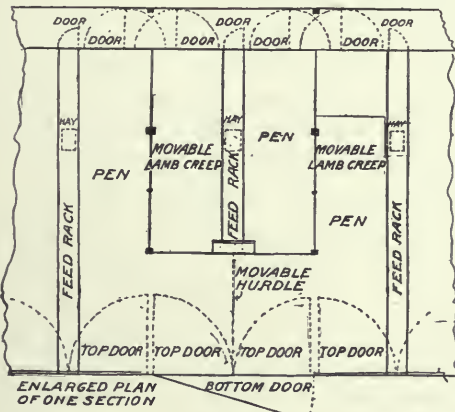 DOOR DOOR DOOR
DOOR DOOR DOOR DOOR
HAY HAY HAY
PEN
MOVABLE LAMB CREEP
FEED RACK
PEN
MOVABLE LAMB CREEP
FEED RACK
PEN
FEED RACK
MOVABLE HURDLE
TOP DOOR TOP DOOR TOP DOOR TOP DOOR
ENLARGED PLAN
OF ONE SECTION
BOTTOM DOOR